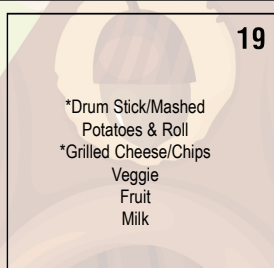 19
*Drum Stick/Mashed
Potatoes & Roll
*Grilled Cheese/Chips
Veggie
Fruit
Milk